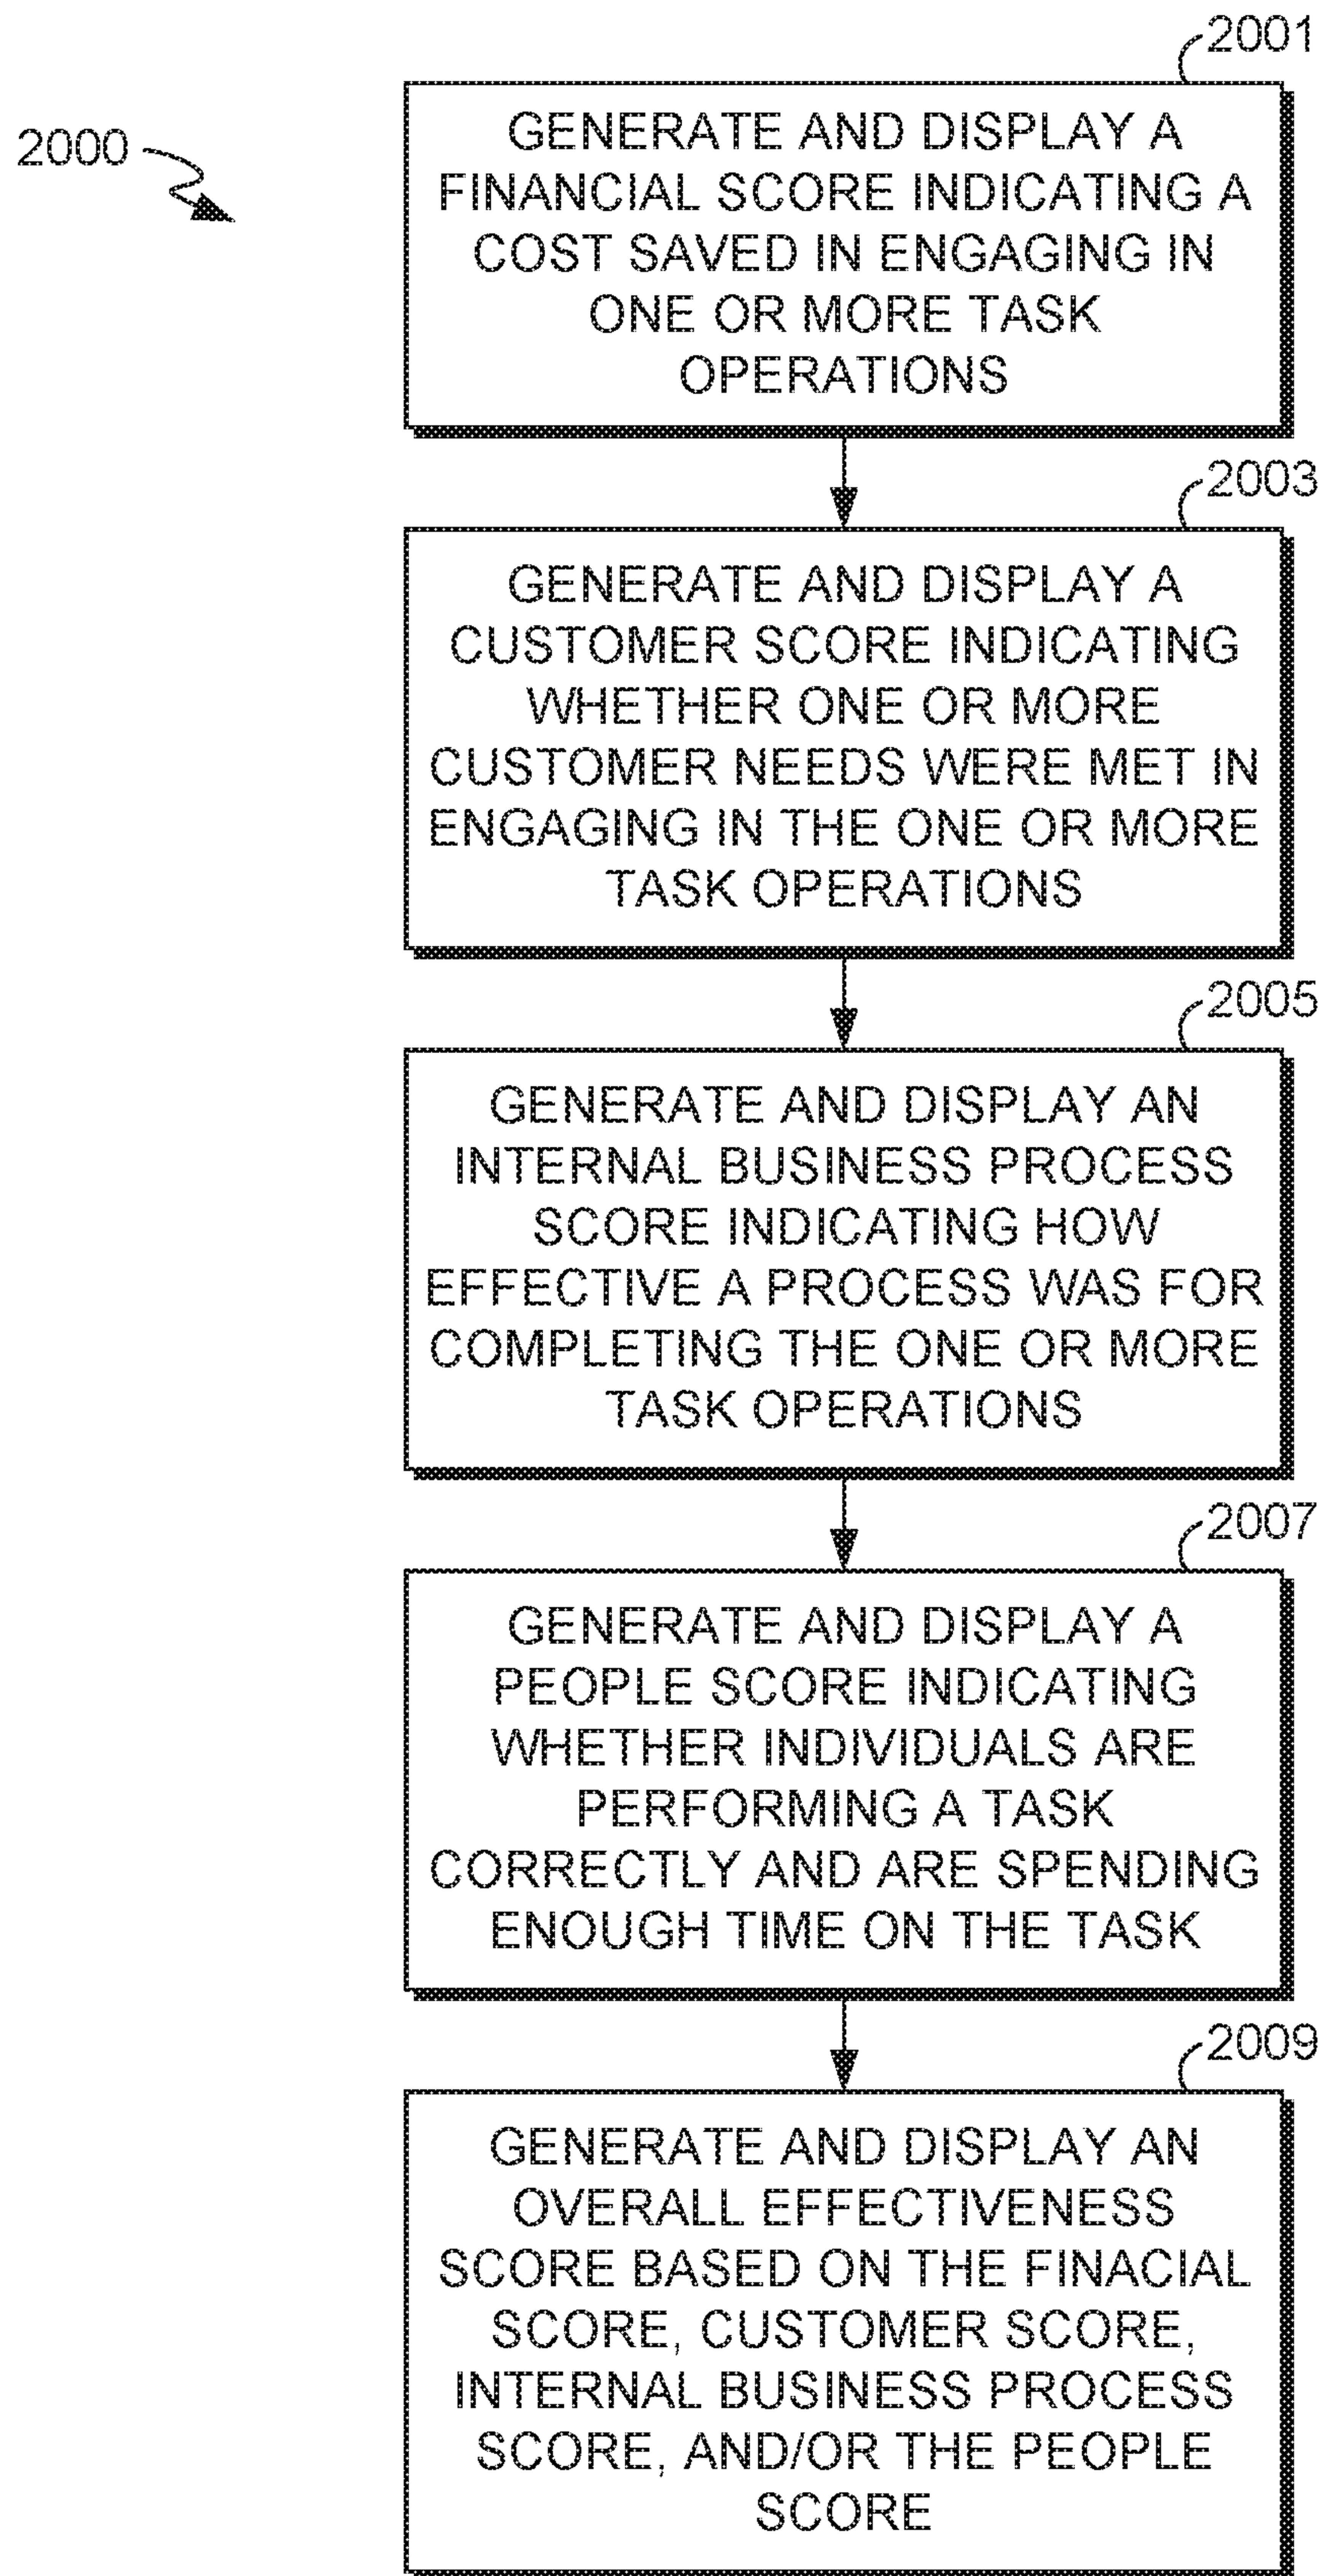 2001
2000
GENERATE AND DISPLAY A
FINANCIAL SCORE INDICATING A
COST SAVED IN ENGAGING IN
ONE OR MORE TASK
OPERATIONS
2003
GENERATE AND DISPLAY A
CUSTOMER SCORE INDICATING
WHETHER ONE OR MORE
CUSTOMER NEEDS WERE MET IN
ENGAGING IN THE ONE OR MORE
TASK OPERATIONS
2005
GENERATE AND DISPLAY AN
INTERNAL BUSINESS PROCESS
SCORE INDICATING HOW
EFFECTIVE A PROCESS WAS FOR
COMPLETING THE ONE OR MORE
TASK OPERATIONS
2007
GENERATE AND DISPLAY A
PEOPLE SCORE INDICATING
WHETHER INDIVIDUALS ARE
PERFORMING A TASK
CORRECTLY AND ARE SPENDING
ENOUGH TIME ON THE TASK
2009
GENERATE AND DISPLAY AN
OVERALL EFFECTIVENESS
SCORE BASED ON THE FINACIAL
SCORE, CUSTOMER SCORE,
INTERNAL BUSINESS PROCESS
SCORE, AND/OR THE PEOPLE
SCORE